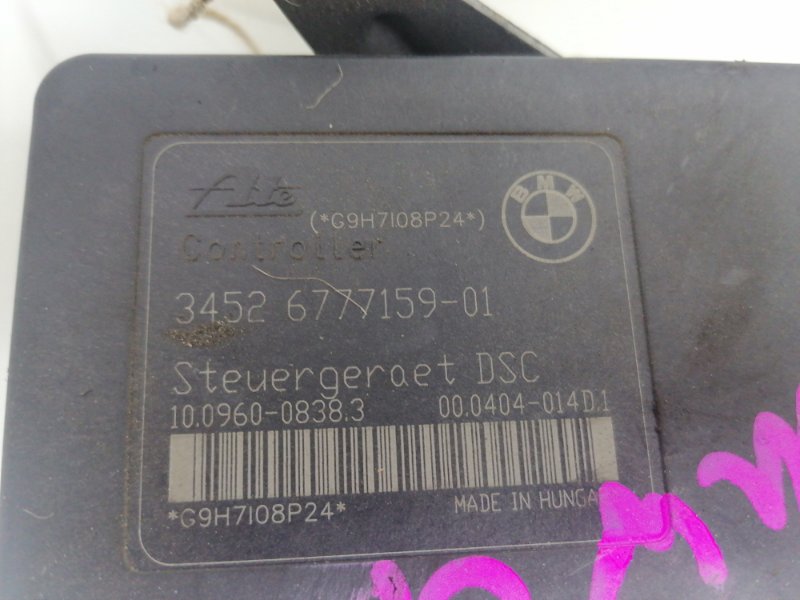 Ate
(*G9H7I08P24*)
BMW
Controller
3452 6777159-01
Steuergeraet DSC
10.0960-0838.3 00.0404-014D.1
*G9H7I08P24*
MADE IN HUNGA